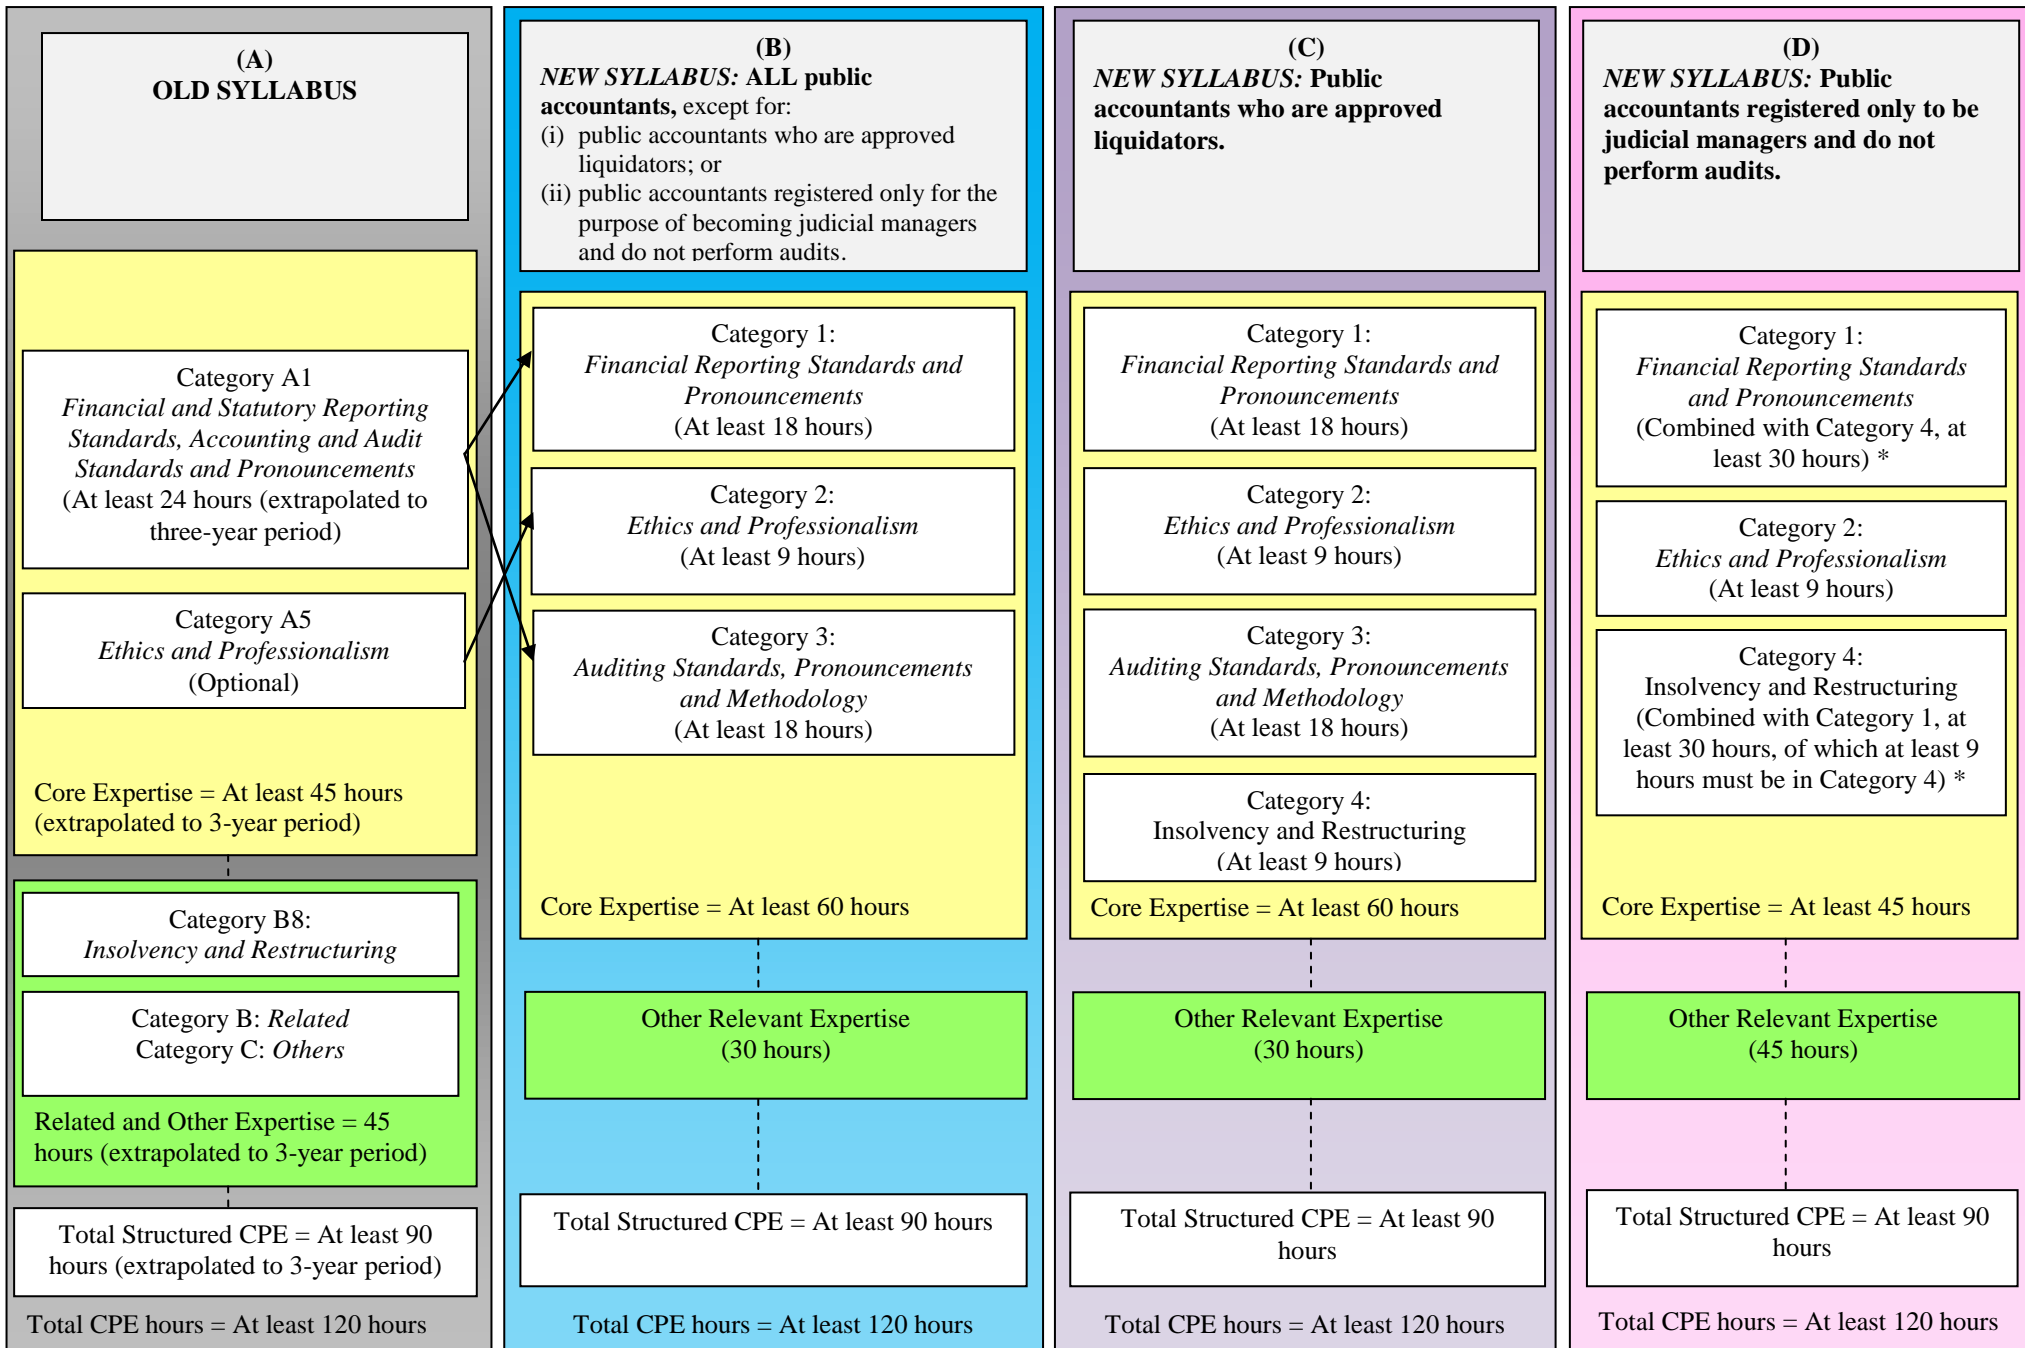 (A)
OLD SYLLABUS
Category A1
Financial and Statutory Reporting
Standards, Accounting and Audit
Standards and Pronouncements
(At least 24 hours (extrapolated to
three-year period)
Category A5
Ethics and Professionalism
(Optional)
Core Expertise = At least 45 hours
(extrapolated to 3-year period)
Category B8:
Insolvency and Restructuring
Category B: Related
Category C: Others
Related and Other Expertise = 45
hours (extrapolated to 3-year period)
Total Structured CPE = At least 90
hours (extrapolated to 3-year period)
Total CPE hours = At least 120 hours
(B)
NEW SYLLABUS: ALL public
accountants, except for:
(i) public accountants who are approved
liquidators; or
(ii) public accountants registered only for the
purpose of becoming judicial managers
and do not perform audits.
Category 1:
Financial Reporting Standards and
Pronouncements
(At least 18 hours)
Category 2:
Ethics and Professionalism
(At least 9 hours)
Category 3:
Auditing Standards, Pronouncements
and Methodology
(At least 18 hours)
Core Expertise = At least 60 hours
Other Relevant Expertise
(30 hours)
Total Structured CPE = At least 90 hours
Total CPE hours = At least 120 hours
(C)
NEW SYLLABUS: Public
accountants who are approved
liquidators.
Category 1:
Financial Reporting Standards and
Pronouncements
(At least 18 hours)
Category 2:
Ethics and Professionalism
(At least 9 hours)
Category 3:
Auditing Standards, Pronouncements
and Methodology
(At least 18 hours)
Category 4:
Insolvency and Restructuring
(At least 9 hours)
Core Expertise = At least 60 hours
Other Relevant Expertise
(30 hours)
Total Structured CPE = At least 90
hours
Total CPE hours = At least 120 hours
(D)
NEW SYLLABUS: Public
accountants registered only to be
judicial managers and do not
perform audits.
Category 1:
Financial Reporting Standards
and Pronouncements
(Combined with Category 4, at
least 30 hours) *
Category 2:
Ethics and Professionalism
(At least 9 hours)
Category 4:
Insolvency and Restructuring
(Combined with Category 1, at
least 30 hours, of which at least 9
hours must be in Category 4) *
Core Expertise = At least 45 hours
Other Relevant Expertise
(45 hours)
Total Structured CPE = At least 90
hours
Total CPE hours = At least 120 hours